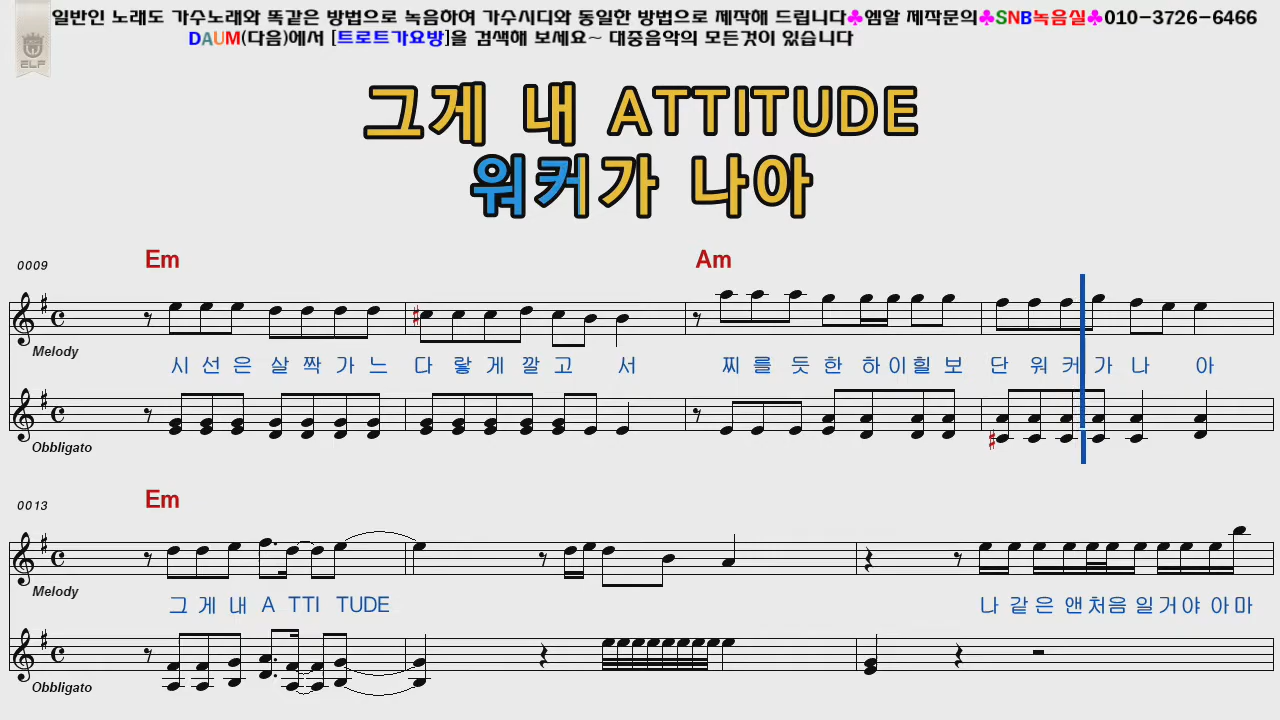 일반인 노래도 가수노래와 똑같은 방법으로 녹음하여 가수시디와 동일한 방법으로 제작해 드립니다♣엠알 제작문의♣SNB녹음실♣010-3726-6466
DAUM(다음)에서 [트로트가요방]을 검색해 보세요~ 대중음악의 모든것이 있습니다
ELF
그게 내 ATTITUDE
워커가 나아
0009 Em Am
Melody
시 선 은 살 짝 가 느 다 랗 게 깔 고 서 찌 를 듯 한 하 이 힐 보 단 워 커 가 나 아
Obbligato
0013 Em
Melody
그 게 내 A TTI TUDE 나 같 은 앤 처 음 일 거 야 아 마
Obbligato